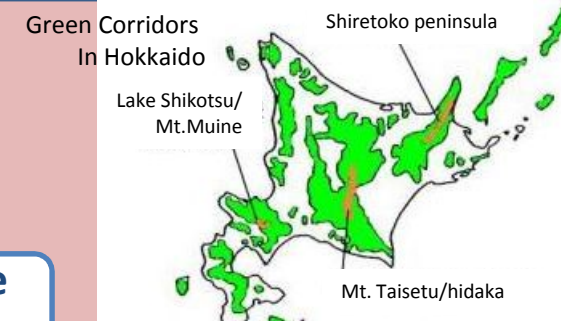 Green Corridors
In Hokkaido
Shiretoko peninsula
Lake Shikotsu/
Mt.Muine
Mt. Taisetu/hidaka
e